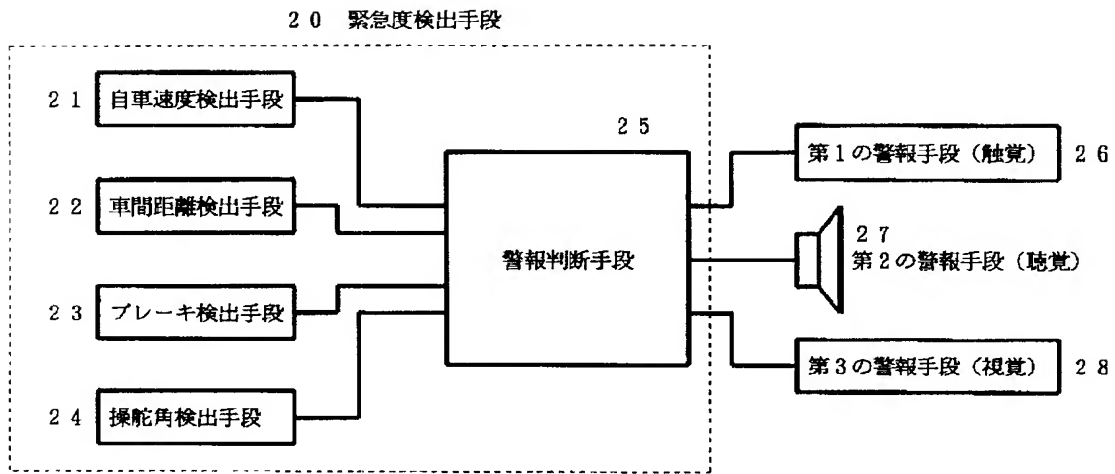 20 緊急度検出手段
21 自車速度検出手段
22 車間距離検出手段
23 ブレーキ検出手段
24 操舵角検出手段
25
警報判断手段
第1の警報手段(触覚) 26
27
第2の警報手段(聴覚)
第3の警報手段(視覚) 28